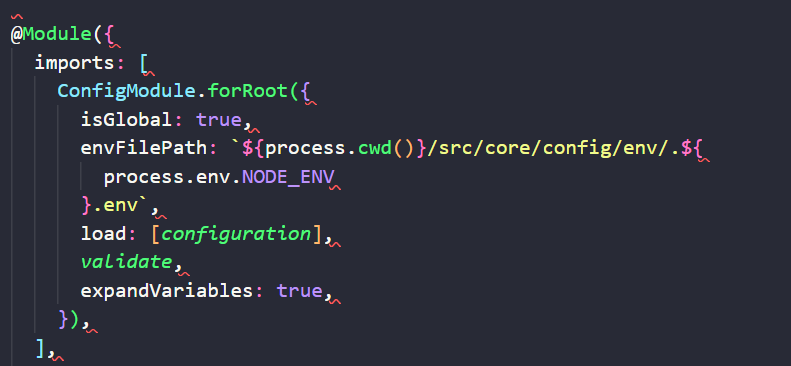 @Module({
imports: [
ConfigModule.forRoot({
isGlobal: true,
envFilePath: `${process.cwd()}/src/core/config/env/.${
process.env.NODE_ENV
}.env`,
load: [configuration],
validate,
expandVariables: true,
}),
],